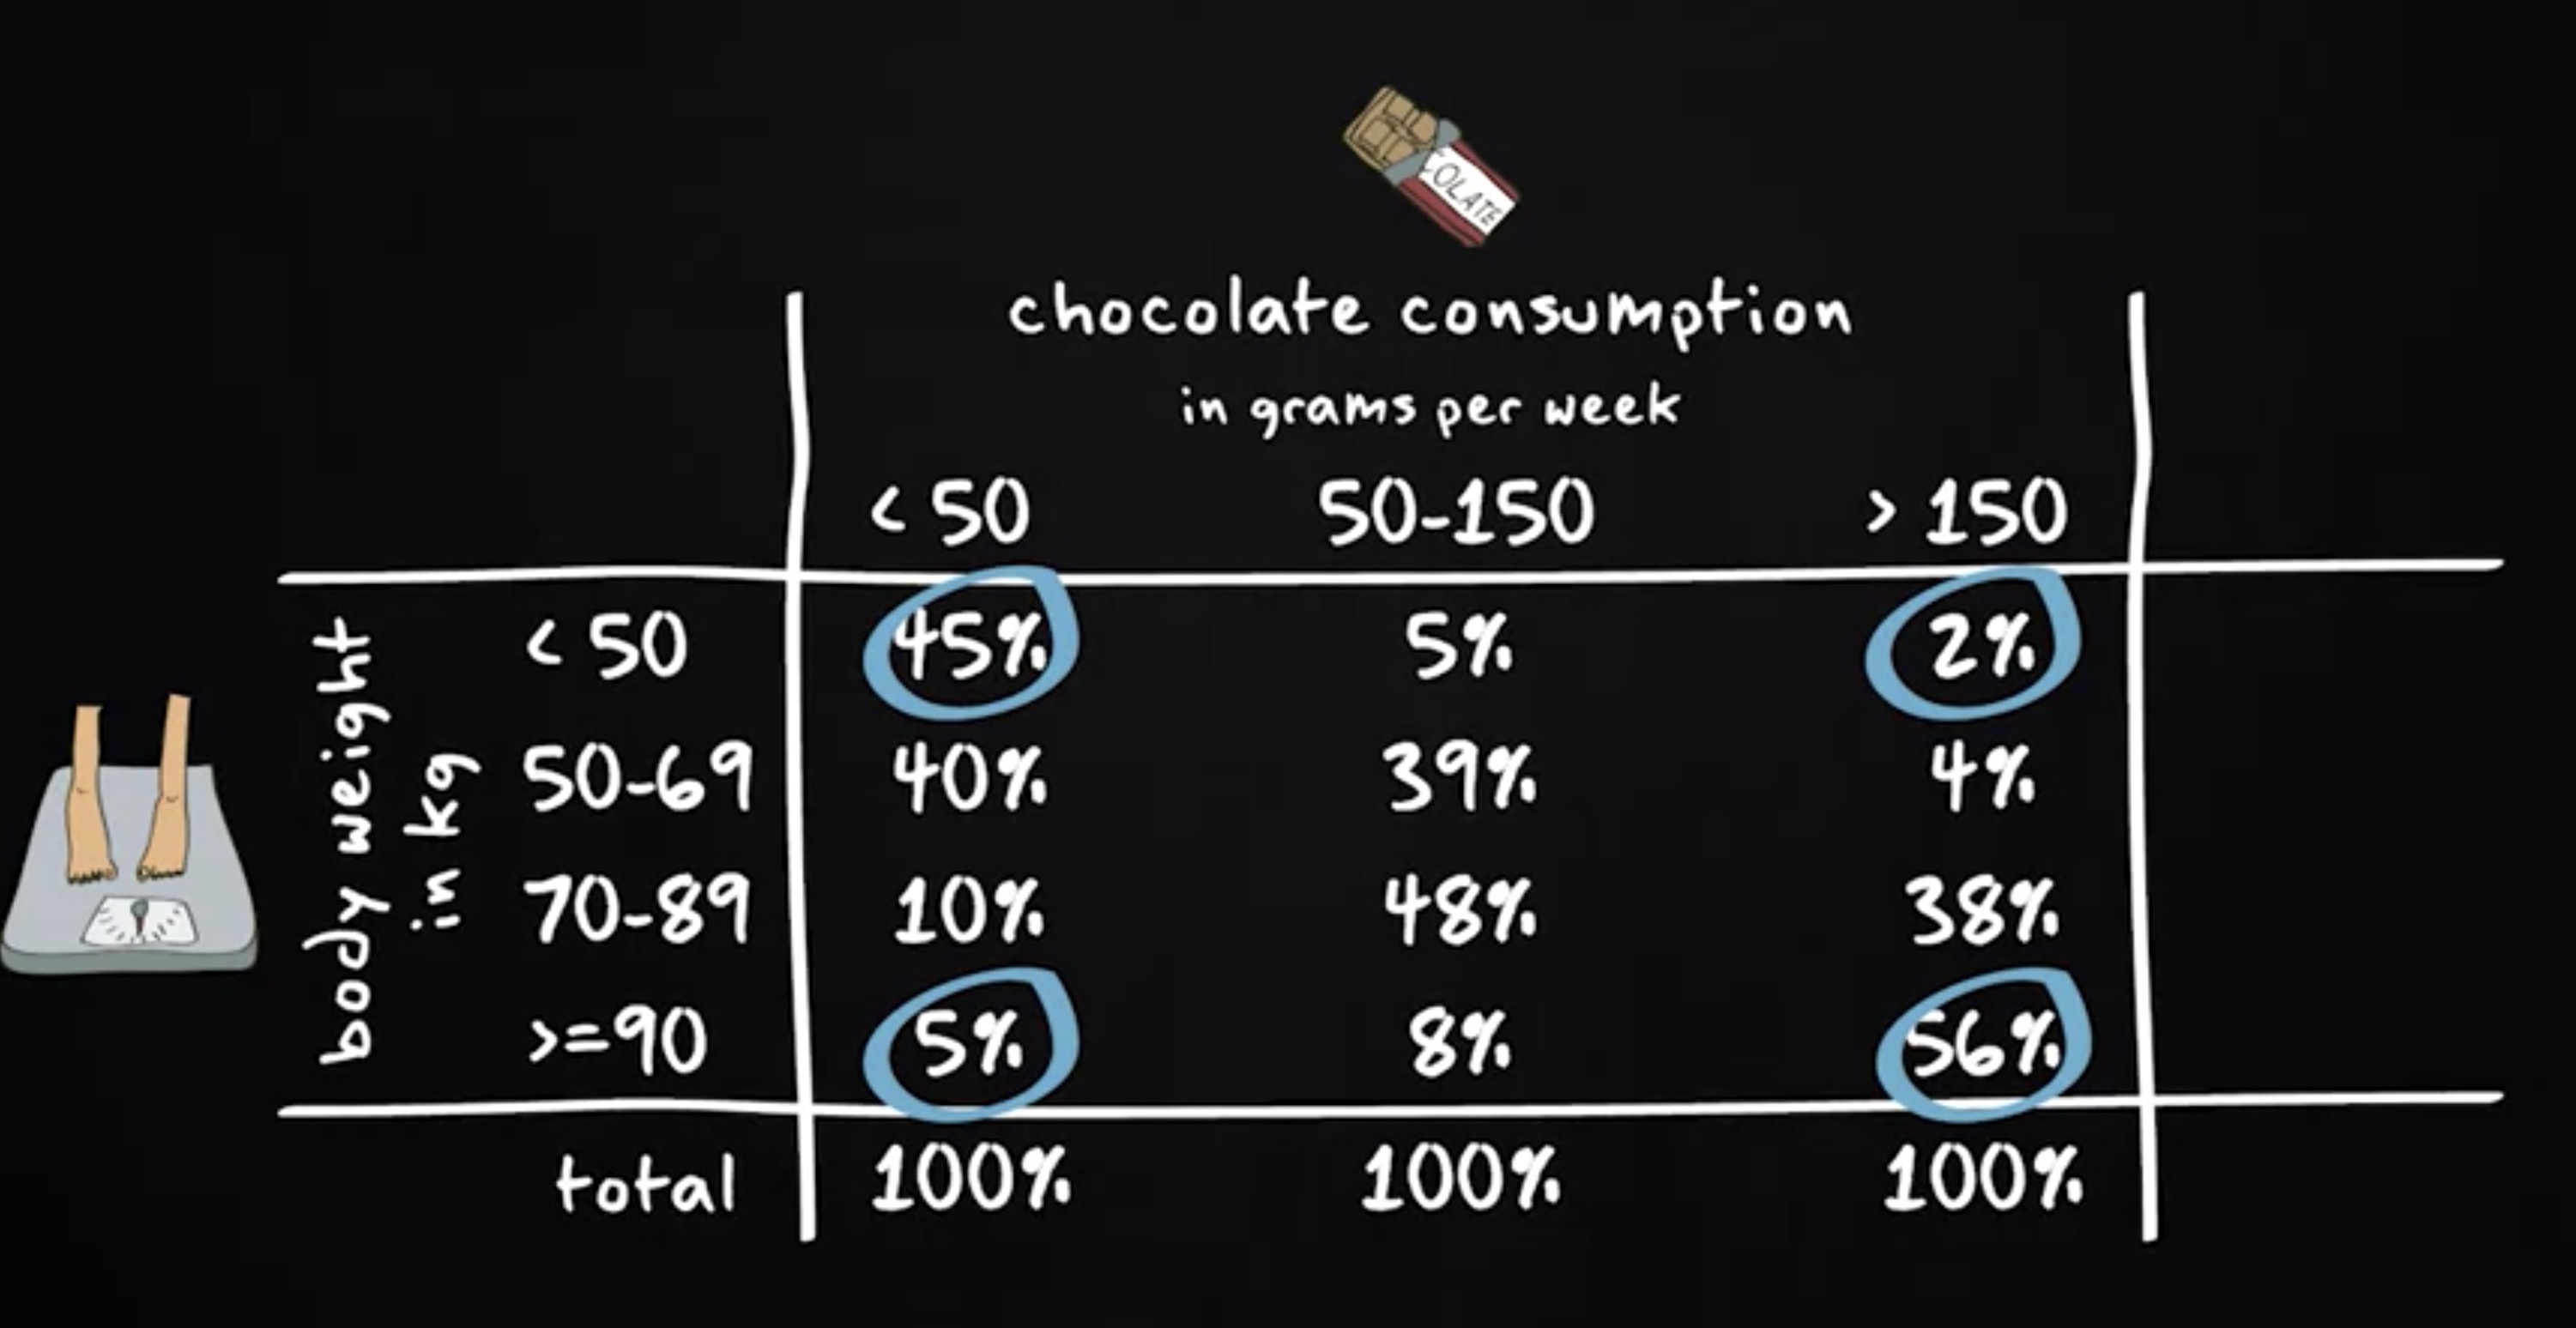 COLATE
chocolate consumption
in grams per week
< 50 50-150 > 150
body weight
in kg
< 50 45% 5% 2%
50-69 40% 39% 4%
70-89 10% 48% 38%
>=90 5% 8% 56%
total 100% 100% 100%